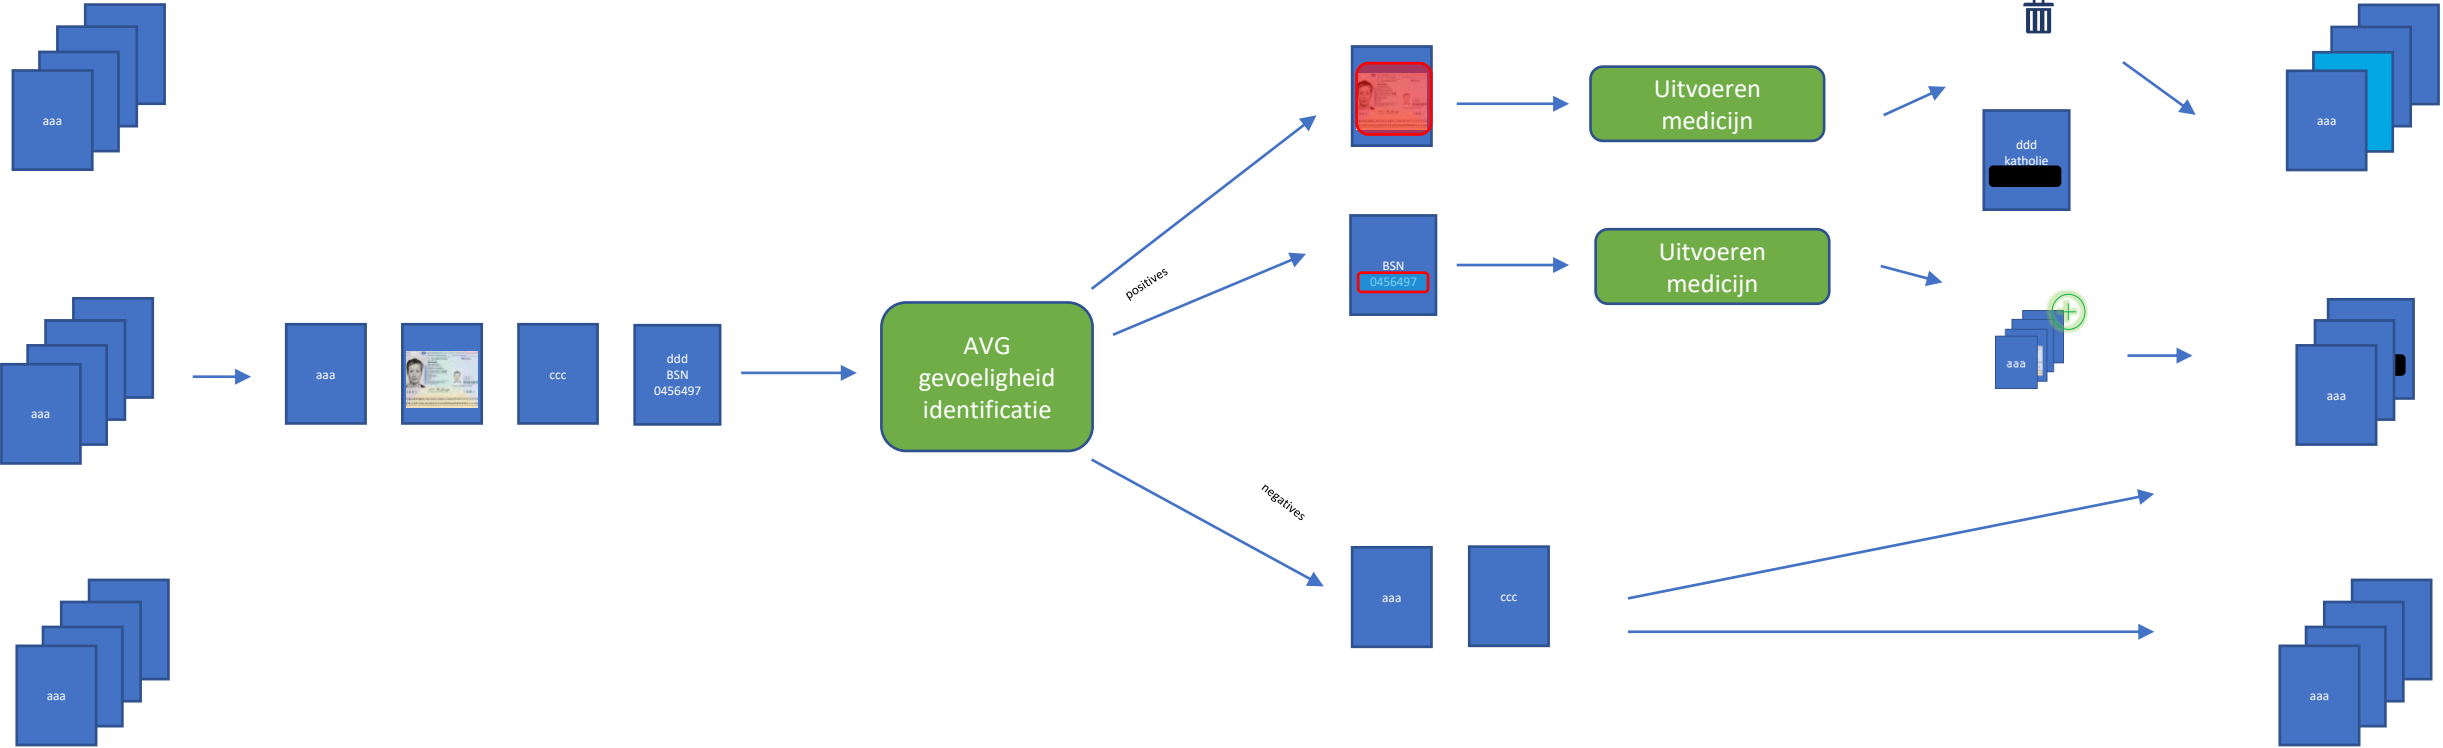 aaa
aaa
aaa
aaa
ccc
ddd
BSN
0456497
AVG
gevoeligheid
identificatie
positives
negatives
BSN
0456497
aaa
ccc
Uitvoeren
medicijn
Uitvoeren
medicijn
ddd
katholie
aaa
aaa
aaa
aaa